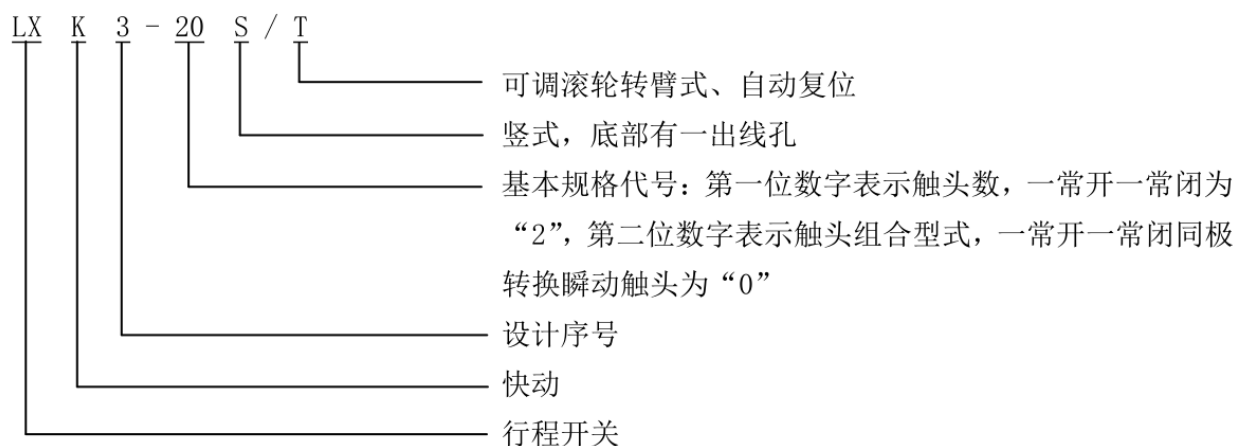 LX K 3 - 20 S / T
可调滚轮转臂式、自动复位
竖式，底部有一出线孔
基本规格代号：第一位数字表示触头数，一常开一常闭为
“2”，第二位数字表示触头组合型式，一常开一常闭同极
转换瞬动触头为“0”
设计序号
快动
行程开关